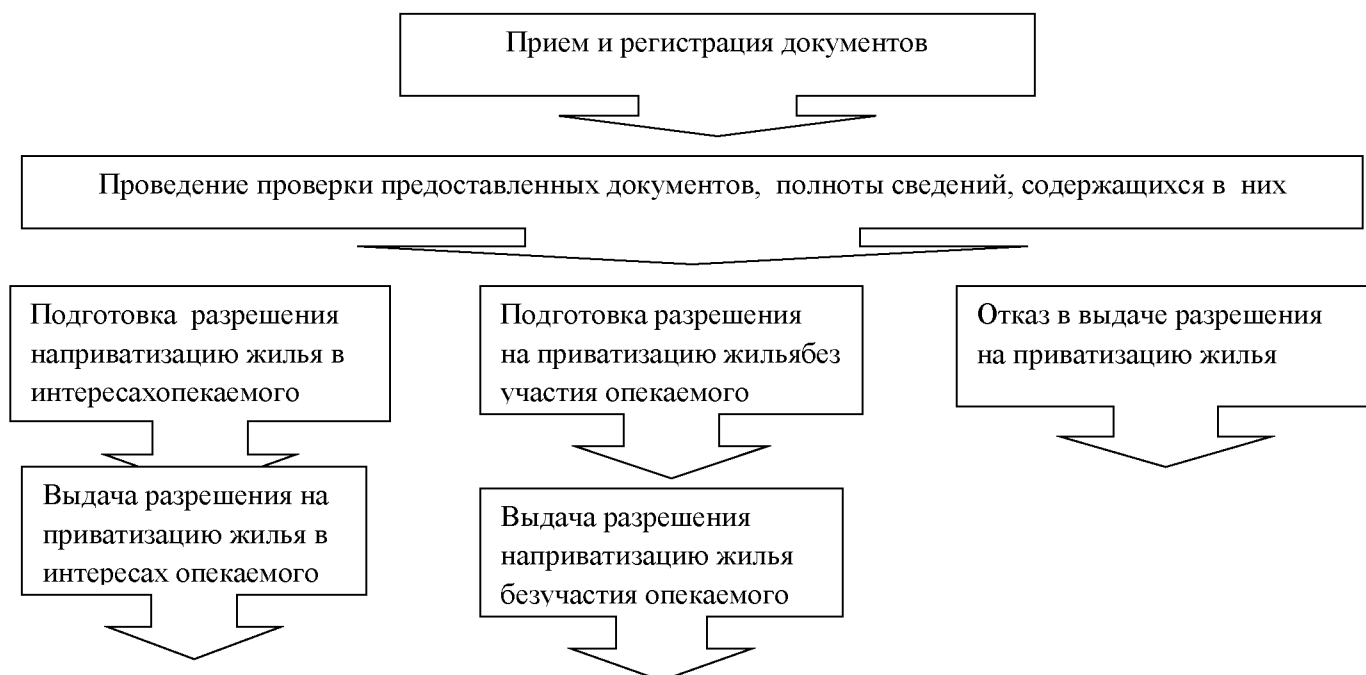 Прием и регистрация документов
Проведение проверки предоставленных документов, полноты сведений, содержащихся в них
Подготовка разрешения
наприватизацию жилья в
интересахопекаемого
Подготовка разрешения
на приватизацию жильябез
участия опекаемого
Отказ в выдаче разрешения
на приватизацию жилья
Выдача разрешения на
приватизацию жилья в
интересах опекаемого
Выдача разрешения
наприватизацию жилья
безучастия опекаемого